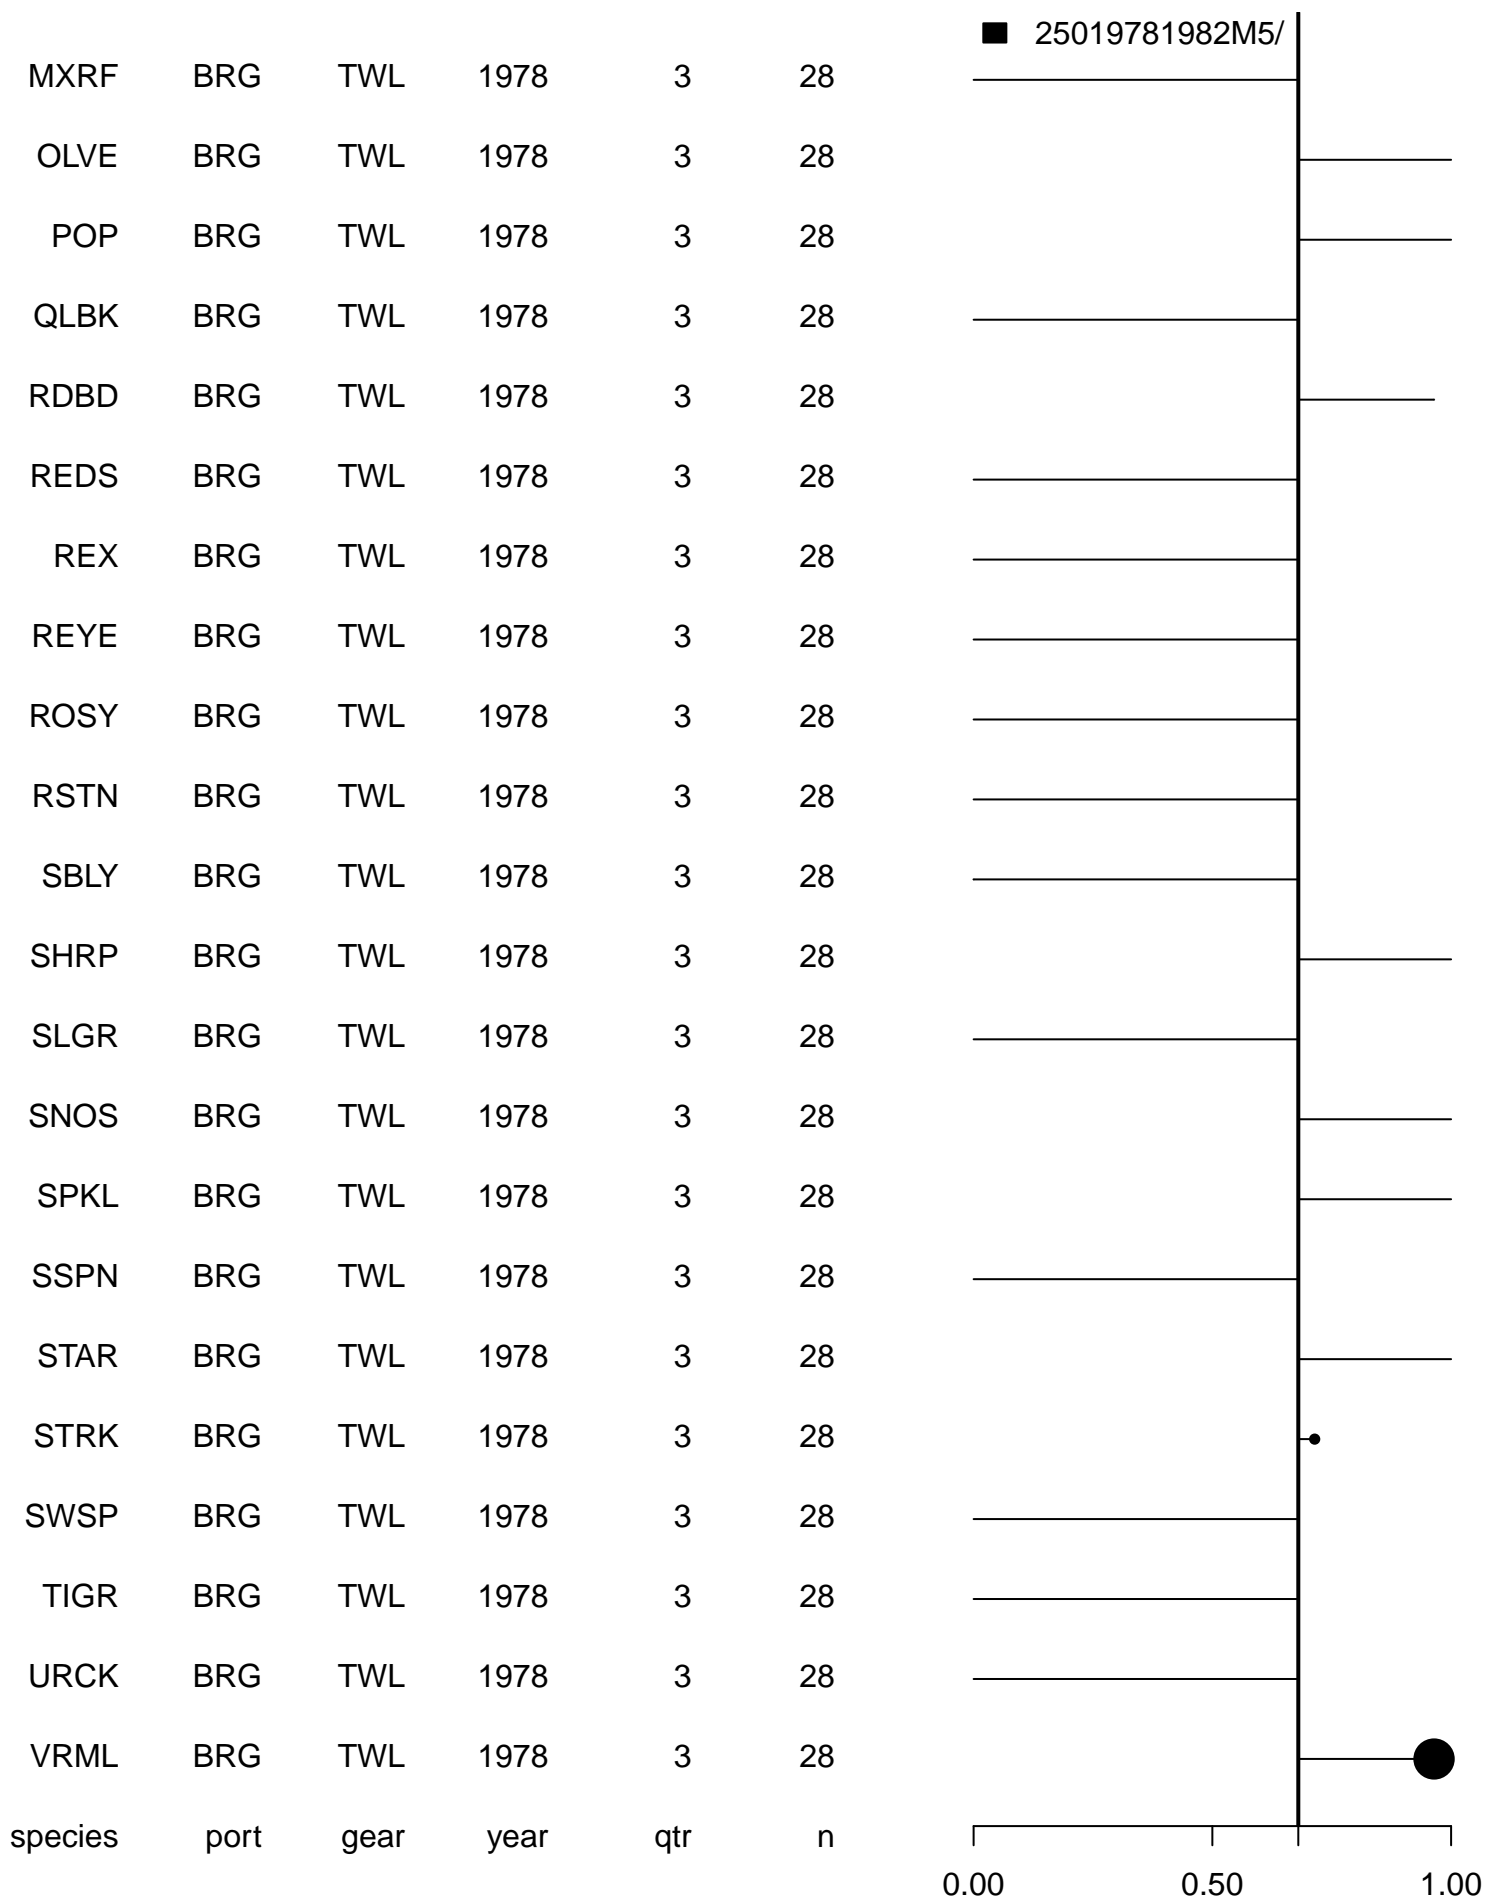 25019781982M5/
MXRF BRG TWL 1978 3 28
OLVE BRG TWL 1978 3 28
POP BRG TWL 1978 3 28
QLBK BRG TWL 1978 3 28
RDBD BRG TWL 1978 3 28
REDS BRG TWL 1978 3 28
REX BRG TWL 1978 3 28
REYE BRG TWL 1978 3 28
ROSY BRG TWL 1978 3 28
RSTN BRG TWL 1978 3 28
SBLY BRG TWL 1978 3 28
SHRP BRG TWL 1978 3 28
SLGR BRG TWL 1978 3 28
SNOS BRG TWL 1978 3 28
SPKL BRG TWL 1978 3 28
SSPN BRG TWL 1978 3 28
STAR BRG TWL 1978 3 28
STRK BRG TWL 1978 3 28
SWSP BRG TWL 1978 3 28
TIGR BRG TWL 1978 3 28
URCK BRG TWL 1978 3 28
VRML BRG TWL 1978 3 28
species port gear year qtr n
0.00 0.50 1.00